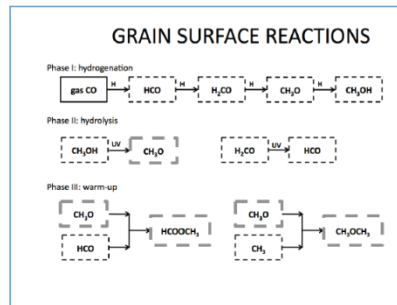 GRAIN SURFACE REACTIONS
Phase I: hydrogenation
gas CO H HCO H H₂CO H CH₃O H CH₃OH
Phase II: hydrolysis
CH₃OH UV CH₃O H₂CO UV HCO
Phase III: warm-up
CH₃O CH₃O
HCOOCH₃ CH₃OCH₃
HCO CH₃